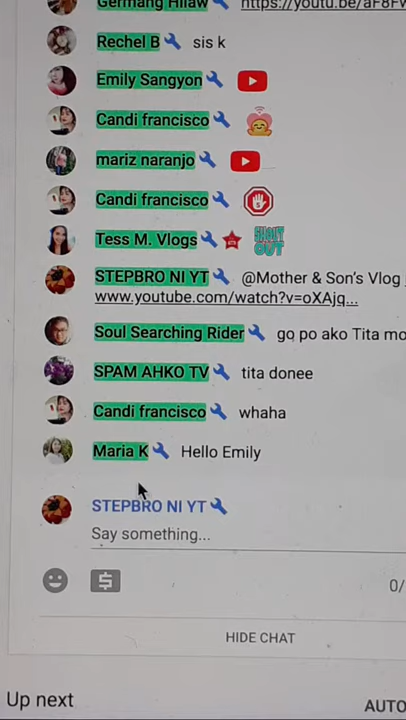 Germang Hilaw https://youtu.be/aF8F
Rechel B sis k
Emily Sangyon
Candi francisco
mariz naranjo
Candi francisco
Tess M. Vlogs SHOUT OUT
STEPBRO NI YT @Mother & Son's Vlog
www.youtube.com/watch?v=oXAjq...
Soul Searching Rider go po ako Tita mo
SPAM AHKO TV tita donee
Candi francisco whaha
Maria K Hello Emily
STEPBRO NI YT
Say something...
0/
HIDE CHAT
Up next
AUTO